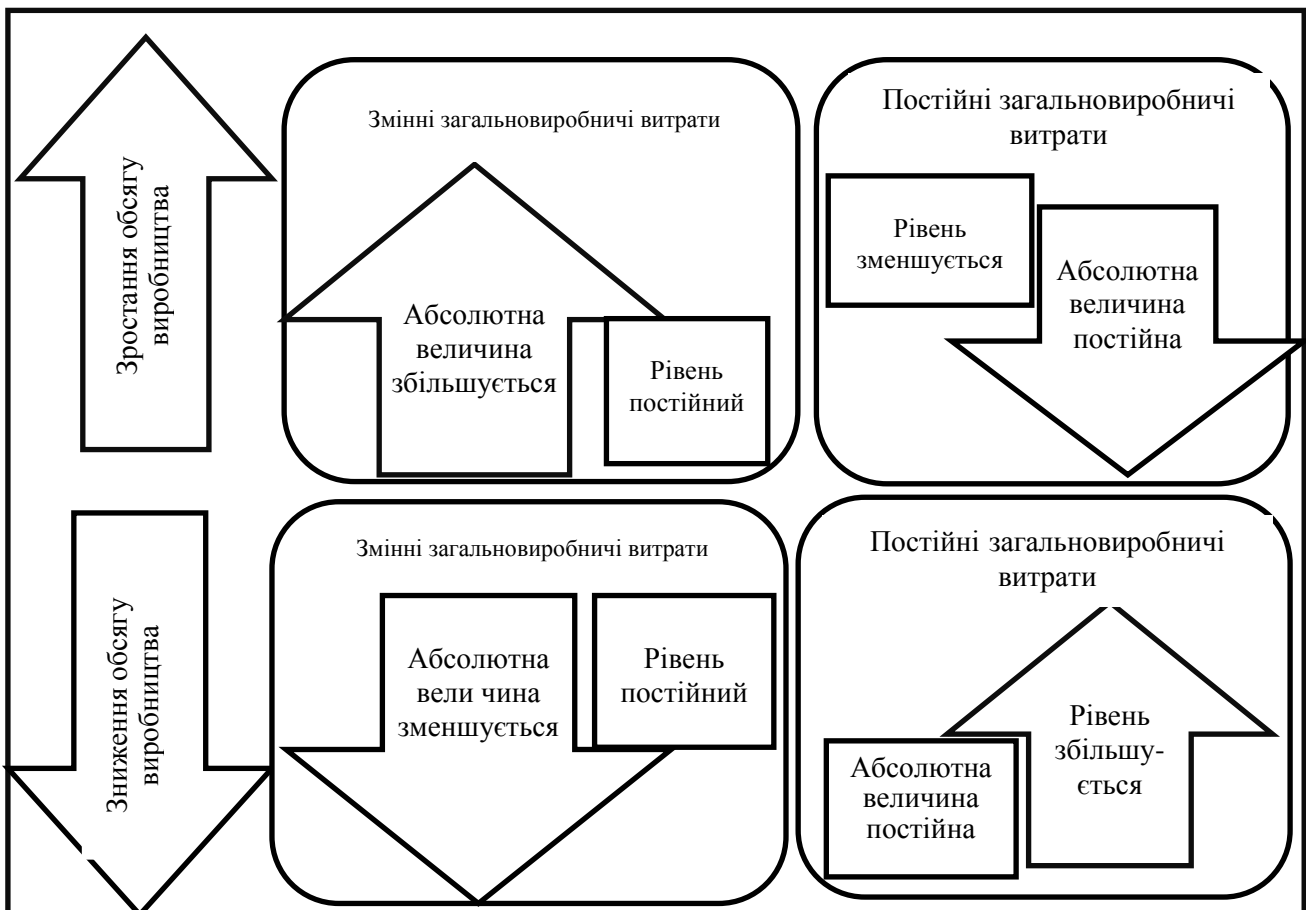 Зростання обсягу
виробництва
Змінні загальновиробничі витрати
Абсолютна
величина
збільшується
Рівень
постійний
Постійні загальновиробничі
витрати
Рівень
зменшується
Абсолютна
величина
постійна
Зниження обсягу
виробництва
Змінні загальновиробничі витрати
Абсолютна
вели чина
зменшується
Рівень
постійний
Постійні загальновиробничі
витрати
Абсолютна
величина
постійна
Рівень
збільшу-
ється